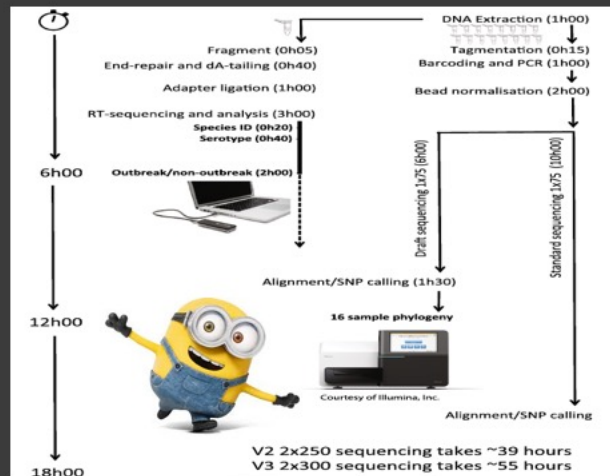 DNA Extraction (1h00)
Fragment (0h05)
End-repair and dA-tailing (0h40)
Adapter ligation (1h00)
RT-sequencing and analysis (3h00)
Species ID (0h20)
Serotype (0h40)
Outbreak/non-outbreak (2h00)
Tagmentation (0h15)
Barcoding and PCR (1h00)
Bead normalisation (2h00)
Draft sequencing 1x75 (6h00)
Standard sequencing 1x75 (10h00)
6h00
Alignment/SNP calling (1h30)
12h00
16 sample phylogeny
Courtesy of Illumina, Inc.
Alignment/SNP calling
18h00
V2 2x250 sequencing takes ~39 hours
V3 2x300 sequencing takes ~55 hours